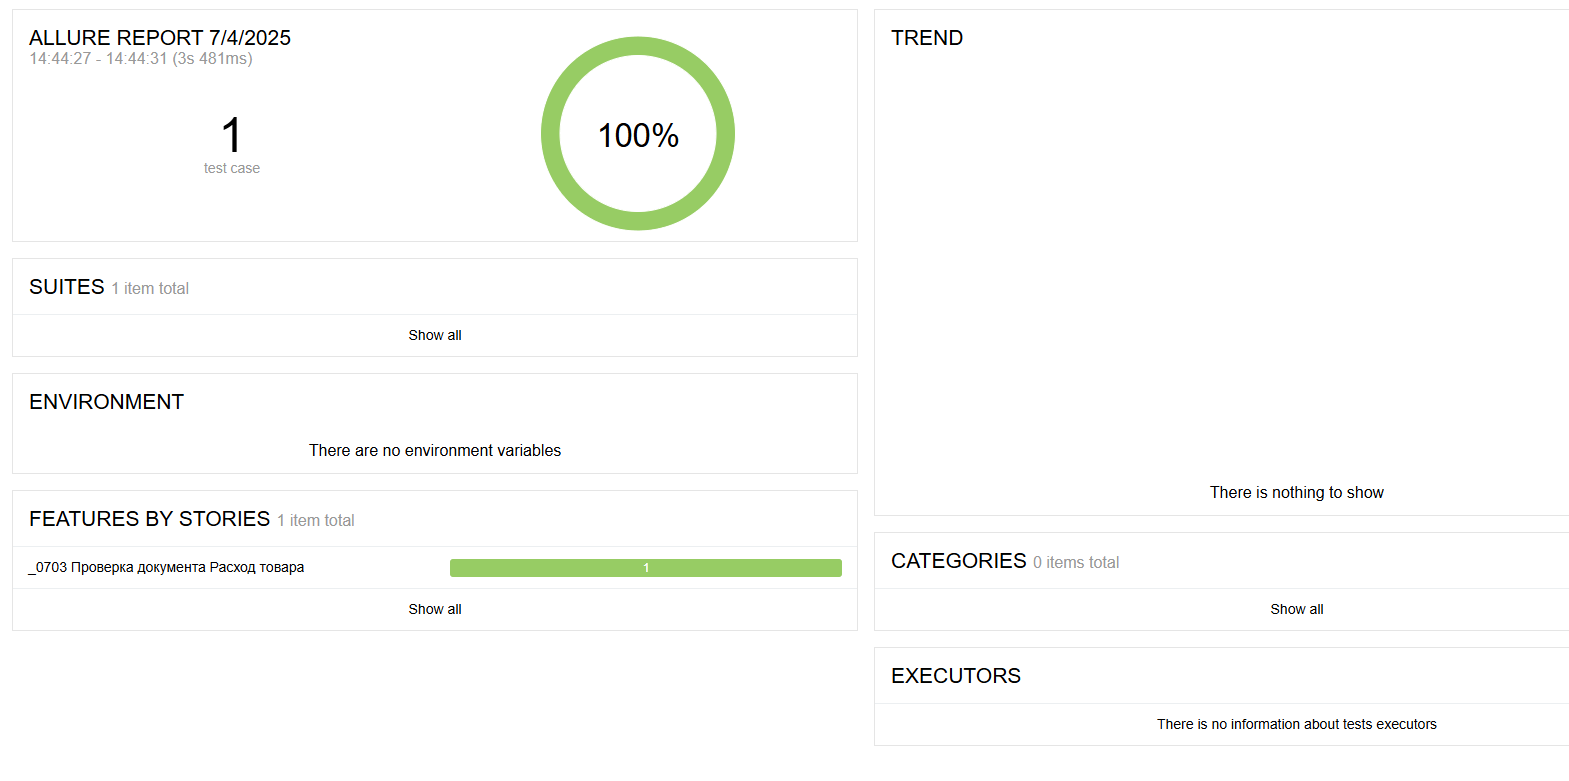 ALLURE REPORT 7/4/2025
14:44:27 - 14:44:31 (3s 481ms)
1
test case
100%
SUITES 1 item total
Show all
ENVIRONMENT
There are no environment variables
FEATURES BY STORIES 1 item total
_0703 Проверка документа Расход товара 1
Show all
TREND
There is nothing to show
CATEGORIES 0 items total
Show all
EXECUTORS
There is no information about tests executors